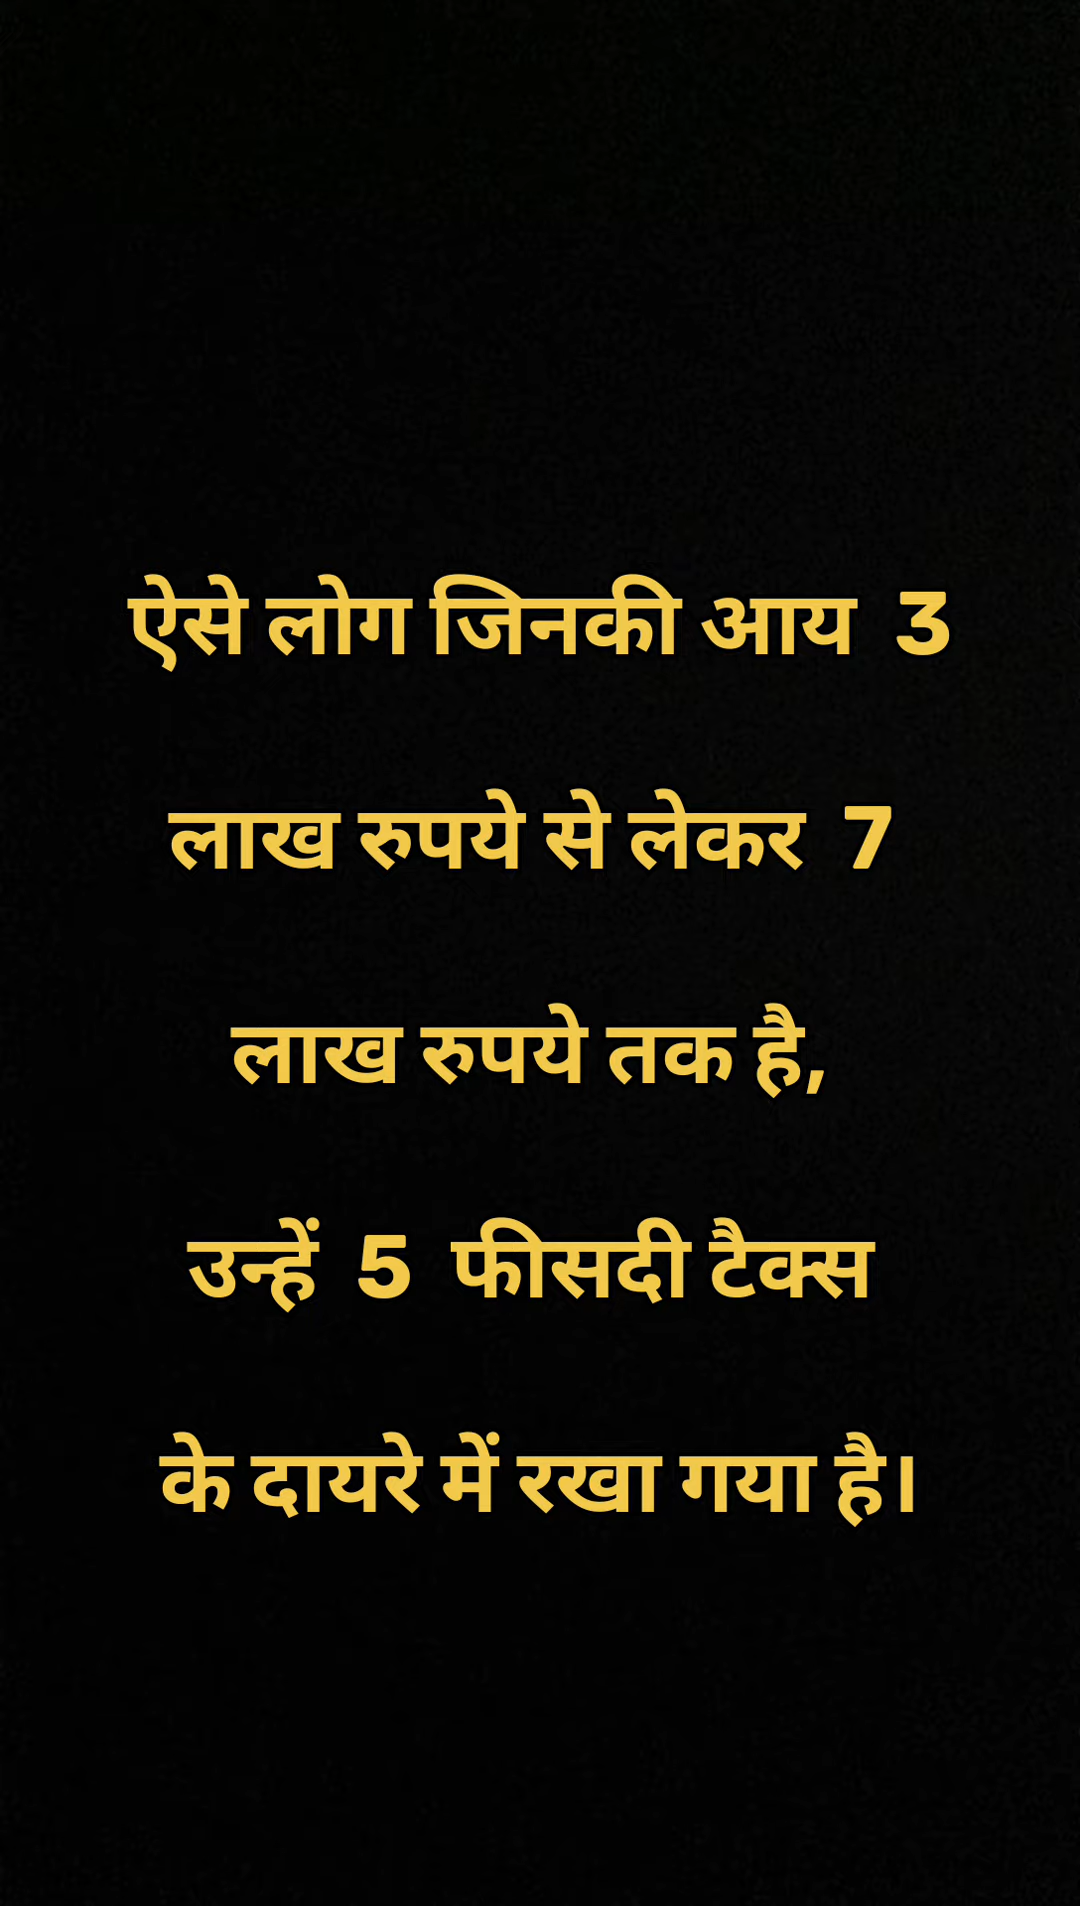 ऐसे लोग जिनकी आय 3
लाख रुपये से लेकर 7
लाख रुपये तक है,
उन्हें 5 फीसदी टैक्स
के दायरे में रखा गया है।